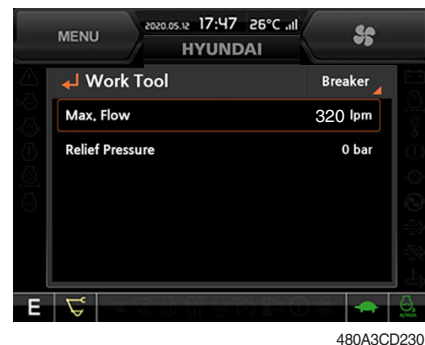 MENU
2020.05.12 17:47 26°C
HYUNDAI
Work Tool
Breaker
Max. Flow 320 lpm
Relief Pressure 0 bar
E
480A3CD230